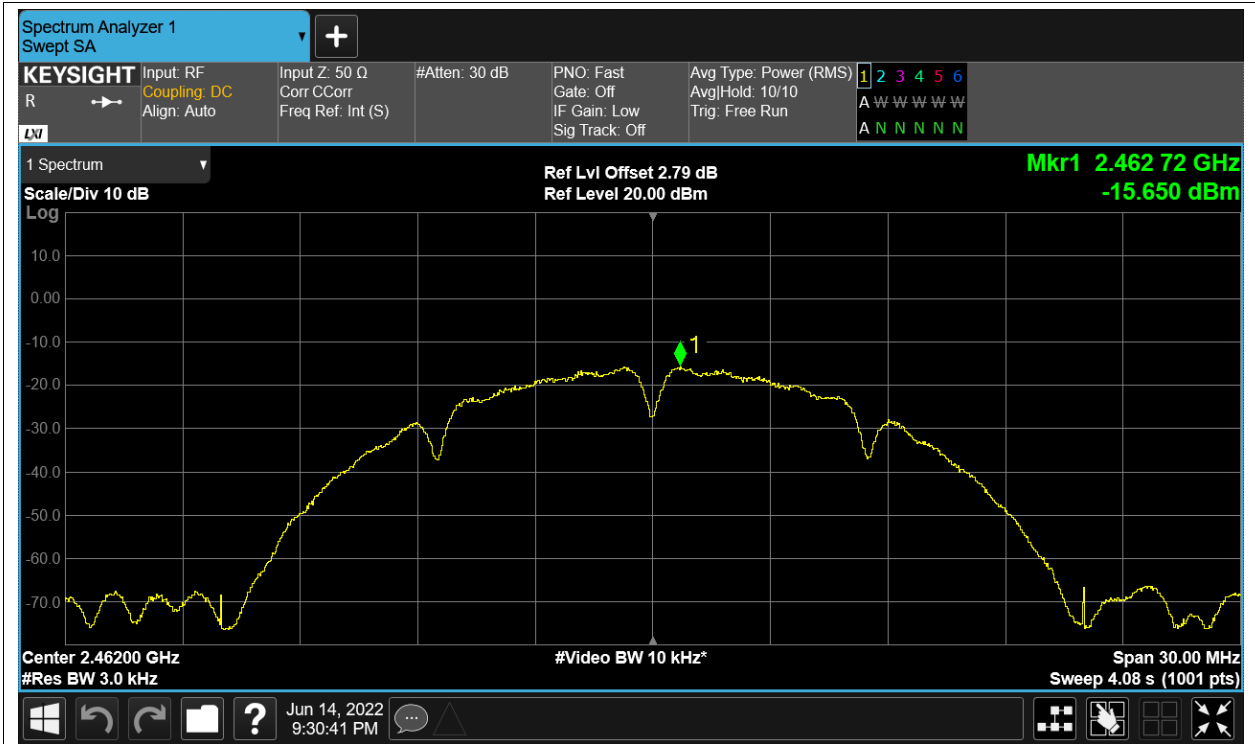 Spectrum Analyzer 1
Swept SA
KEYSIGHT
R
LXI
Input: RF
Coupling: DC
Align: Auto
Input Z: 50 Ω
Corr CCorr
Freq Ref: Int (S)
#Atten: 30 dB
PNO: Fast
Gate: Off
IF Gain: Low
Sig Track: Off
Avg Type: Power (RMS)
Avg|Hold: 10/10
Trig: Free Run
1 2 3 4 5 6
A W W W W W
A N N N N N
1 Spectrum
Scale/Div 10 dB
Log
Ref Lvl Offset 2.79 dB
Ref Level 20.00 dBm
Mkr1 2.462 72 GHz
-15.650 dBm
10.0
0.00
-10.0
-20.0
-30.0
-40.0
-50.0
-60.0
-70.0
1
Center 2.46200 GHz
#Res BW 3.0 kHz
#Video BW 10 kHz*
Span 30.00 MHz
Sweep 4.08 s (1001 pts)
?
Jun 14, 2022
9:30:41 PM